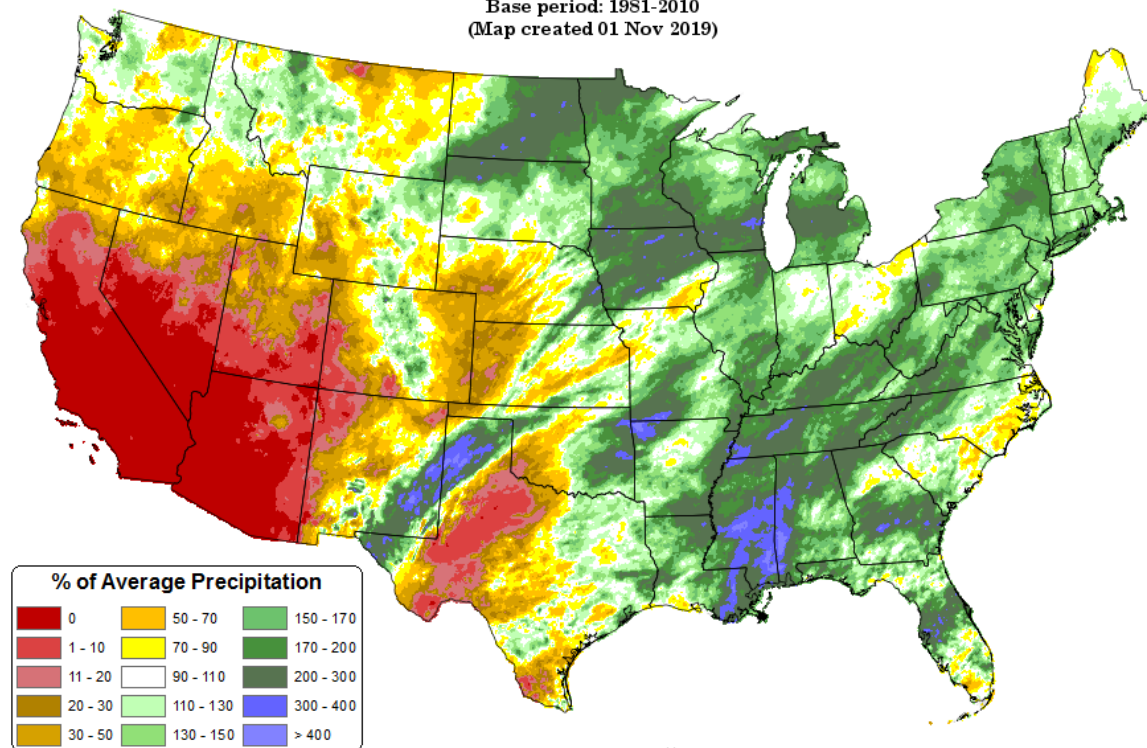 Base period: 1981-2010
(Map created 01 Nov 2019)
% of Average Precipitation
0
50 - 70
150 - 170
1 - 10
70 - 90
170 - 200
11 - 20
90 - 110
200 - 300
20 - 30
110 - 130
300 - 400
30 - 50
130 - 150
> 400